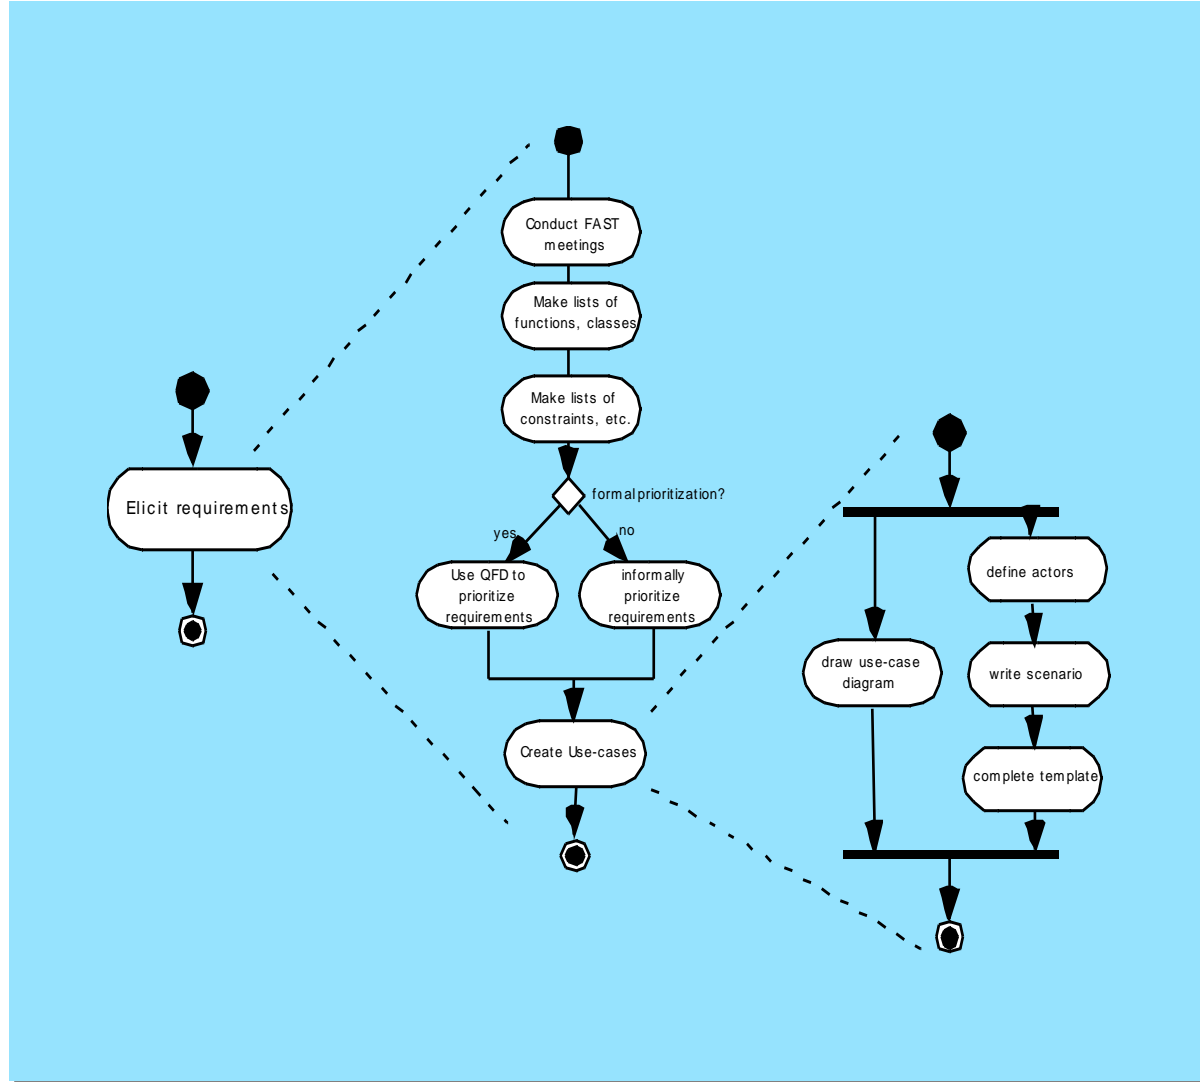 Elicit requirements
Conduct FAST
meetings
Make lists of
functions, classes
Make lists of
constraints, etc.
formal prioritization?
yes
no
Use QFD to
prioritize
requirements
informally
prioritize
requirements
Create Use-cases
define actors
draw use-case
diagram
write scenario
complete template